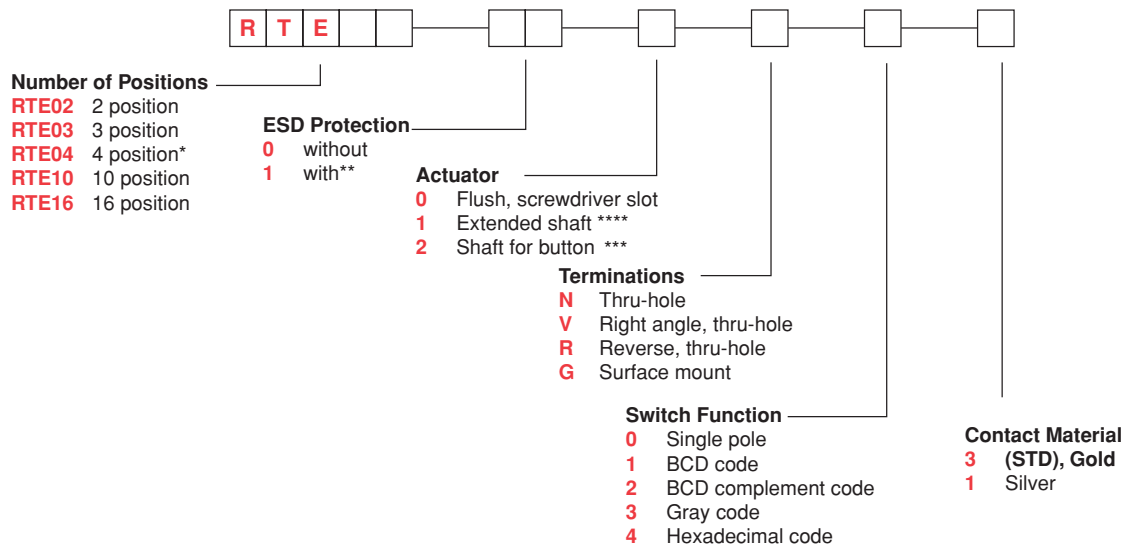 R T E
Number of Positions
RTE02 2 position
RTE03 3 position
RTE04 4 position*
RTE10 10 position
RTE16 16 position
ESD Protection
0 without
1 with**
Actuator
0 Flush, screwdriver slot
1 Extended shaft ****
2 Shaft for button ***
Terminations
N Thru-hole
V Right angle, thru-hole
R Reverse, thru-hole
G Surface mount
Switch Function
0 Single pole
1 BCD code
2 BCD complement code
3 Gray code
4 Hexadecimal code
Contact Material
3 (STD), Gold
1 Silver